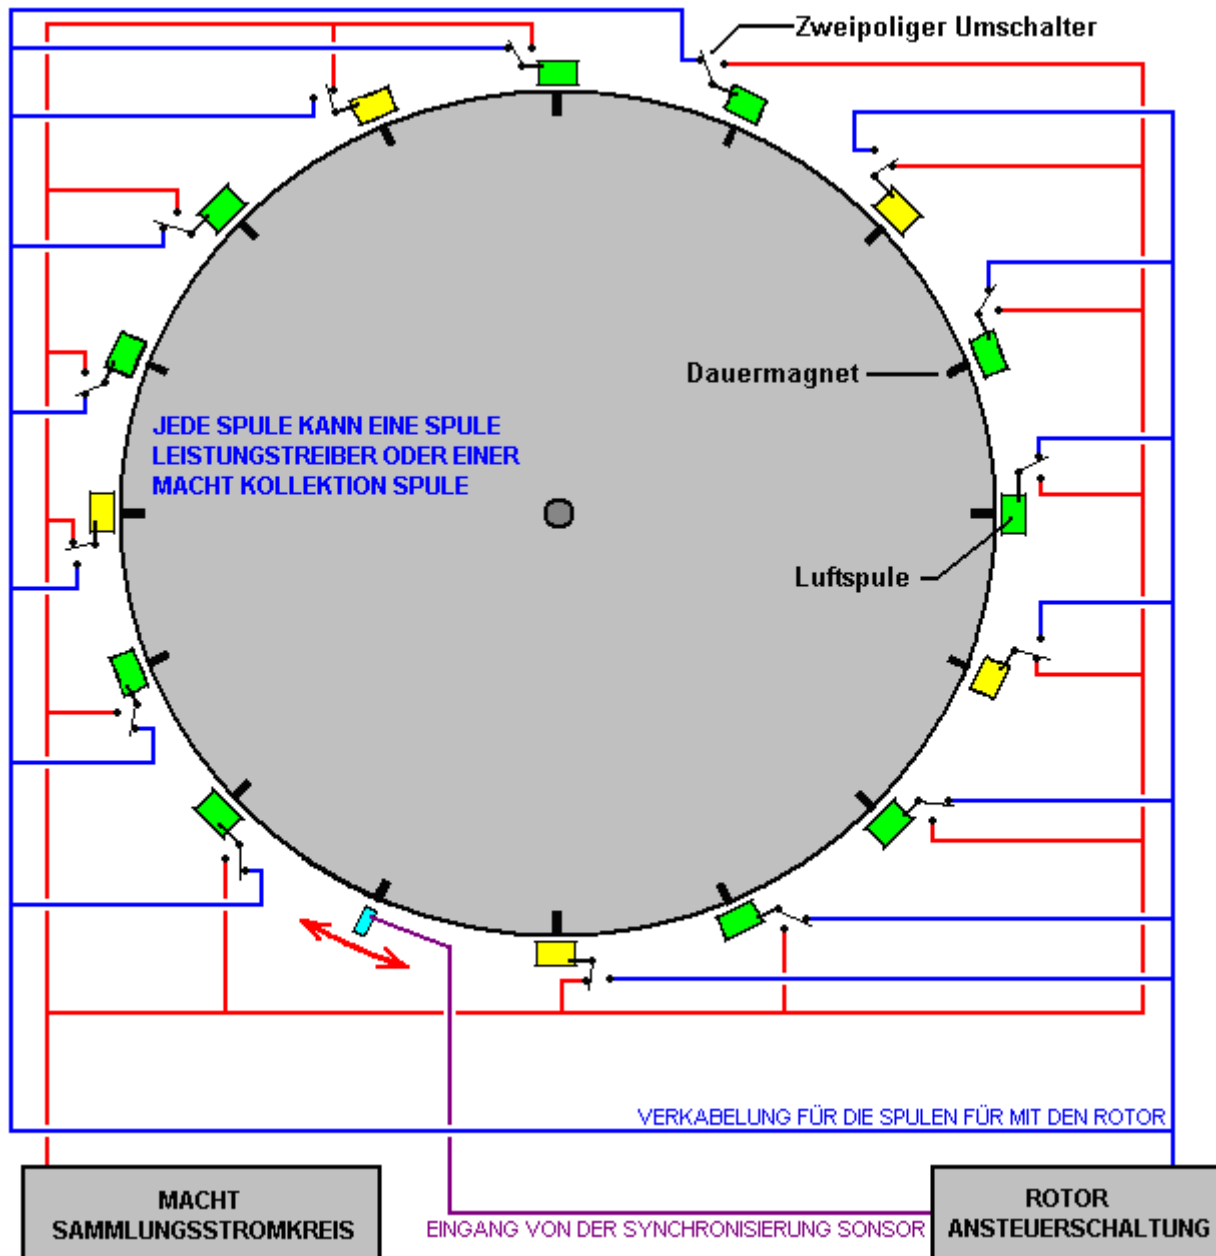 Zweipoliger Umschalter
Dauermagnet
JEDE SPULE KANN EINE SPULE
LEISTUNGSTREIBER ODER EINER
MACHT KOLLEKTION SPULE
Luftspule
VERKABELUNG FÜR DIE SPULEN FÜR MIT DEN ROTOR
MACHT
SAMMLUNGSSTROMKREIS
EINGANG VON DER SYNCHRONISIERUNG SONSOR
ROTOR
ANSTEUERSCHALTUNG